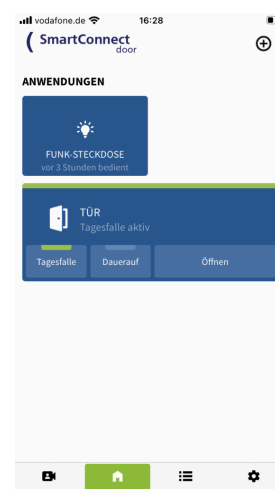 vodafone.de 16:28
SmartConnect
door
ANWENDUNGEN
FUNK-STECKDOSE
vor 3 Stunden bedient
TÜR
Tagesfalle aktiv
Tagesfalle Dauerauf Öffnen